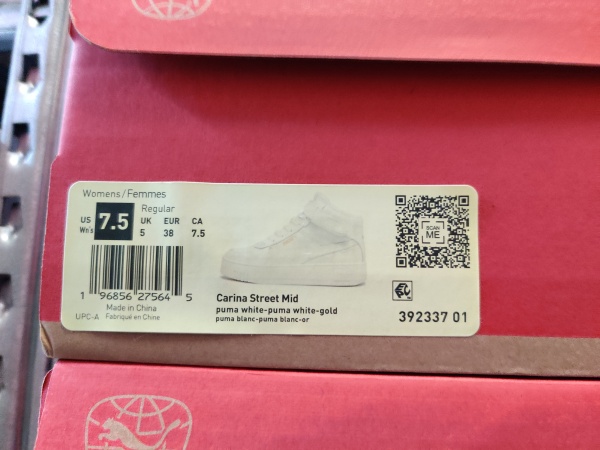 Womens/Femmes
Regular
US Wn's 7.5 UK 5 EUR 38 CA 7.5
SCAN ME
1 96856 27564 5
Made in China
UPC-A Fabriqué en Chine
Carina Street Mid
puma white-puma white-gold
puma blanc-puma blanc-or
392337 01